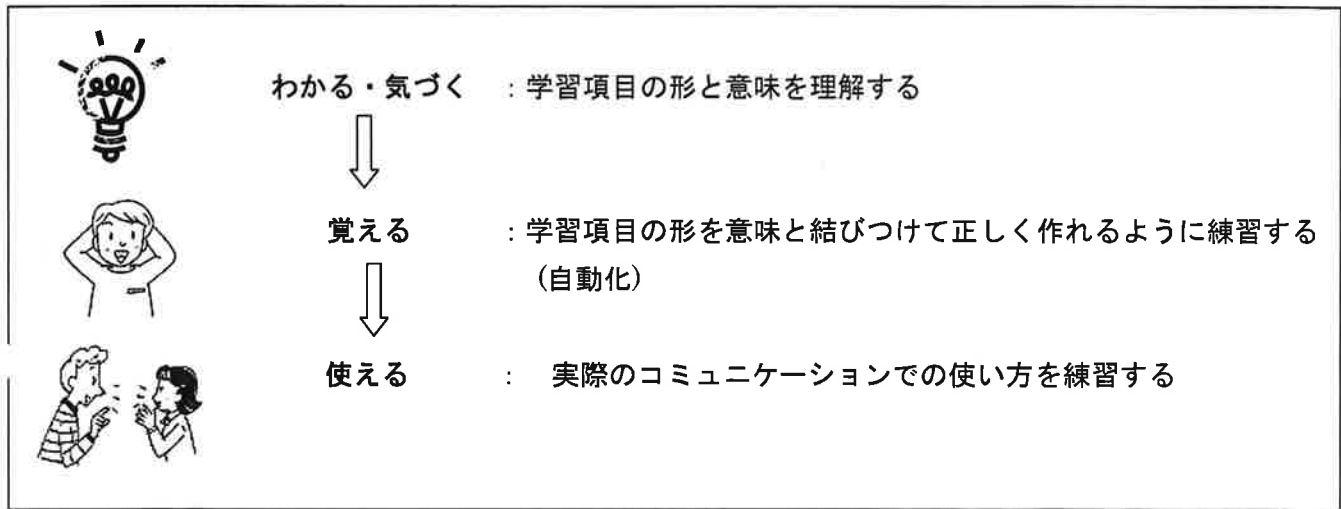 わかる・気づく ：学習項目の形と意味を理解する
覚える ：学習項目の形を意味と結びつけて正しく作れるように練習する
(自動化)
使える ： 実際のコミュニケーションでの使い方を練習する